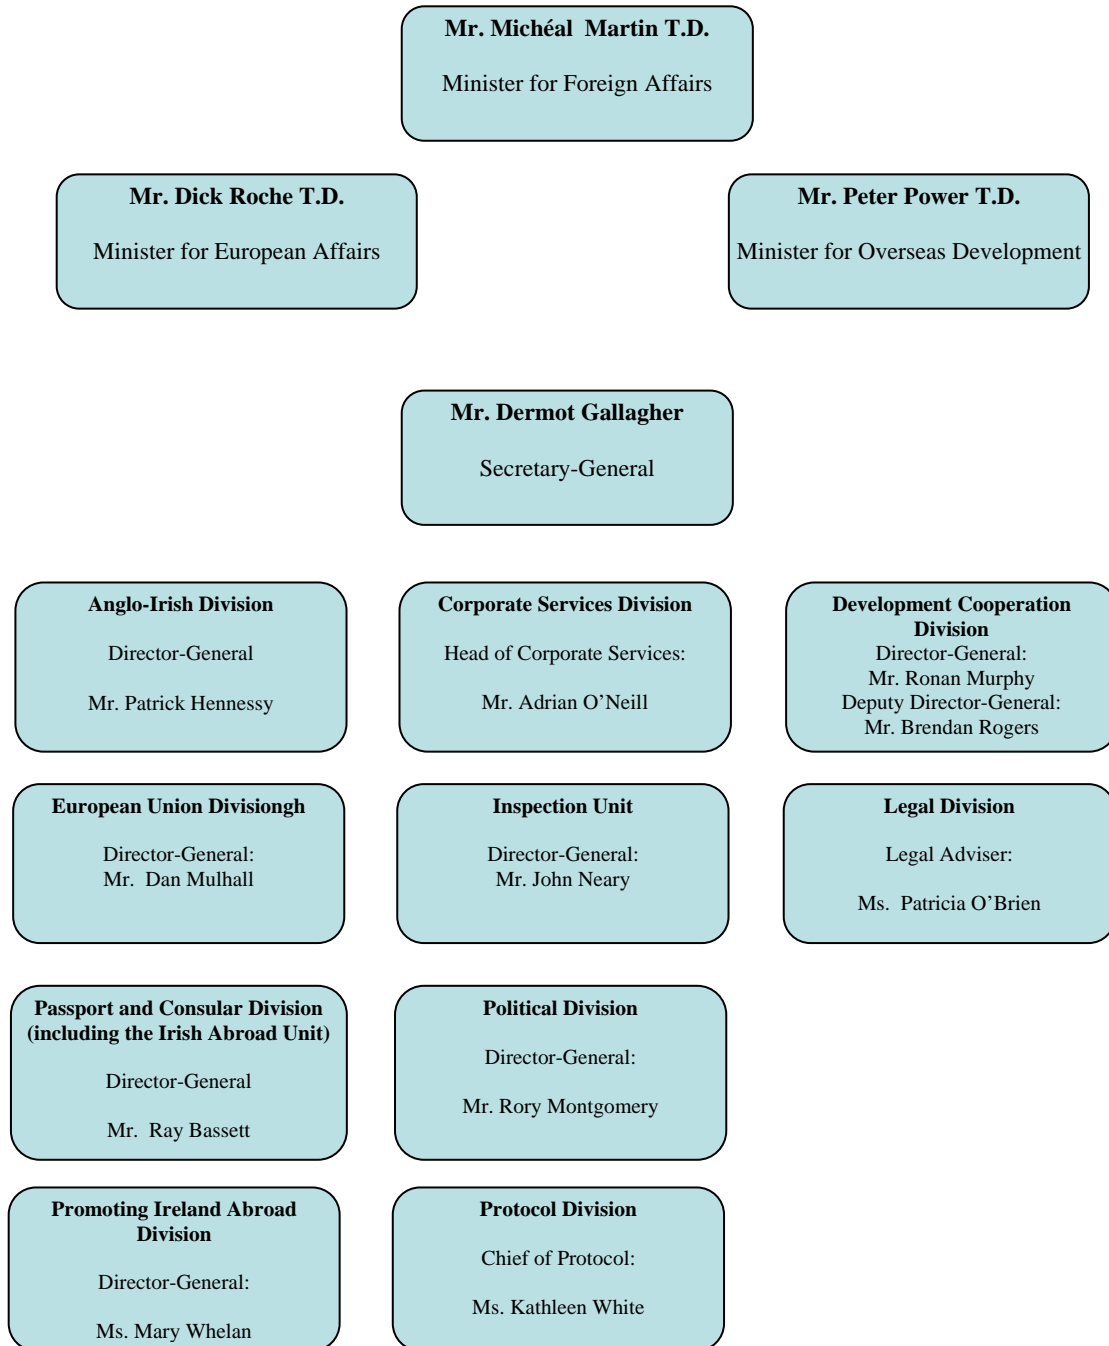 Mr. Michéal Martin T.D.
Minister for Foreign Affairs
Mr. Dick Roche T.D.
Minister for European Affairs
Mr. Peter Power T.D.
Minister for Overseas Development
Mr. Dermot Gallagher
Secretary-General
Anglo-Irish Division
Director-General
Mr. Patrick Hennessy
Corporate Services Division
Head of Corporate Services:
Mr. Adrian O’Neill
Development Cooperation
Division
Director-General:
Mr. Ronan Murphy
Deputy Director-General:
Mr. Brendan Rogers
European Union Divisiongh
Director-General:
Mr. Dan Mulhall
Inspection Unit
Director-General:
Mr. John Neary
Legal Division
Legal Adviser:
Ms. Patricia O’Brien
Passport and Consular Division
(including the Irish Abroad Unit)
Director-General
Mr. Ray Bassett
Political Division
Director-General:
Mr. Rory Montgomery
Promoting Ireland Abroad
Division
Director-General:
Ms. Mary Whelan
Protocol Division
Chief of Protocol:
Ms. Kathleen White